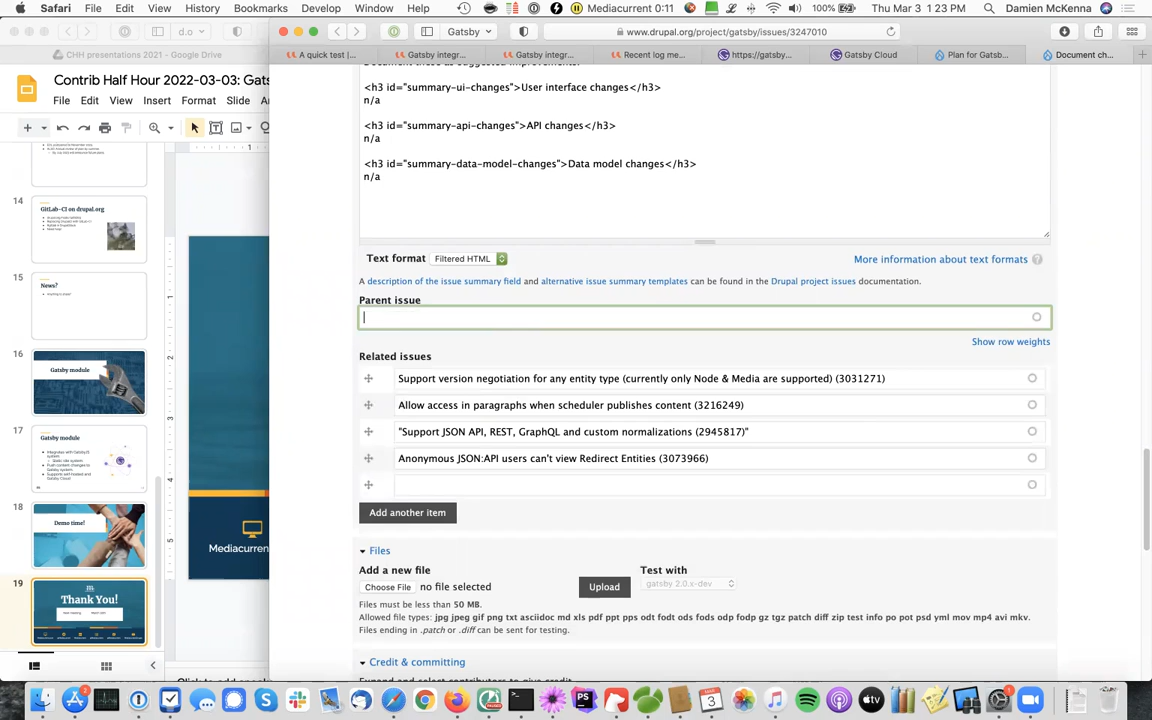 Safari File Edit View History Bookmarks Develop Window Help Mediacurrent 0:11 100% Thu Mar 3 1:23 PM Damien McKenna
d.o Gatsby www.drupal.org/project/gatsby/issues/3247010
CHH presentations 2021 - Google Drive
A quick test |... Gatsby integr... Gatsby integr... Recent log me... https://gatsby... Gatsby Cloud Plan for Gatsb... Document ch...
Contrib Half Hour 2022-03-03: Gats
File Edit View Insert Format Slide
<h3 id="summary-ui-changes">User interface changes</h3>
n/a
<h3 id="summary-api-changes">API changes</h3>
n/a
<h3 id="summary-data-model-changes">Data model changes</h3>
n/a
Text format Filtered HTML
More information about text formats
A description of the issue summary field and alternative issue summary templates can be found in the Drupal project issues documentation.
Parent issue
Show row weights
Related issues
Support version negotiation for any entity type (currently only Node & Media are supported) (3031271)
Allow access in paragraphs when scheduler publishes content (3216249)
"Support JSON API, REST, GraphQL and custom normalizations (2945817)"
Anonymous JSON:API users can't view Redirect Entities (3073966)
Add another item
Files
Add a new file
Choose File no file selected
Upload
Test with
gatsby 2.0.x-dev
Files must be less than 50 MB.
Allowed file types: jpg jpeg gif png txt asciidoc md xls pdf ppt pps odt fodt ods fods odp fodp gz tgz patch diff zip test info po pot psd yml mov mp4 avi mkv.
Files ending in .patch or .diff can be sent for testing.
Credit & committing
14
GitLab-CI on drupal.org
15
News?
16
Gatsby module
17
Gatsby module
18
Demo time!
19
Thank You!
Mediacurren